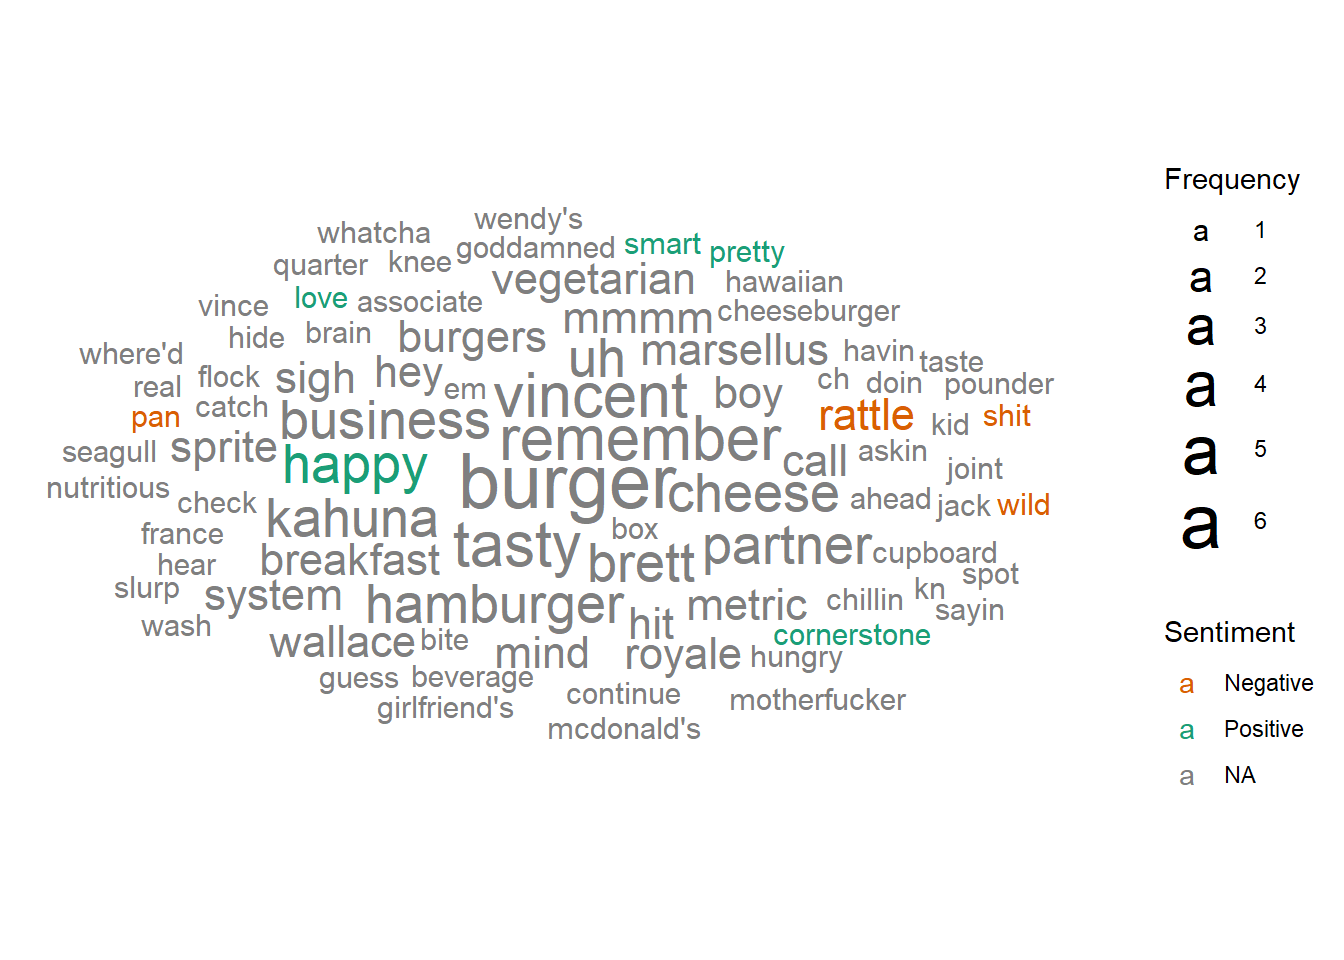 wendy's
whatcha
goddamned smart pretty
quarter knee
vegetarian hawaiian
vince love associate
mmmm cheeseburger
hide brain burgers
uh marsellus havin
where'd taste
real flock sigh hey em vincent boy ch doin pounder
pan catch business rattle kid shit
seagull sprite remember askin
happy call joint
nutritious burger cheese
check ahead jack wild
france kahuna box
hear breakfast tasty brett partner cupboard
slurp system spot
hamburger metric chillin kn sayin
wash wallace bite hit cornerstone
mind royale hungry
guess beverage
girlfriend's continue motherfucker
mcdonald's
Frequency
a 1
a 2
a 3
a 4
a 5
a 6
Sentiment
a Negative
a Positive
a NA